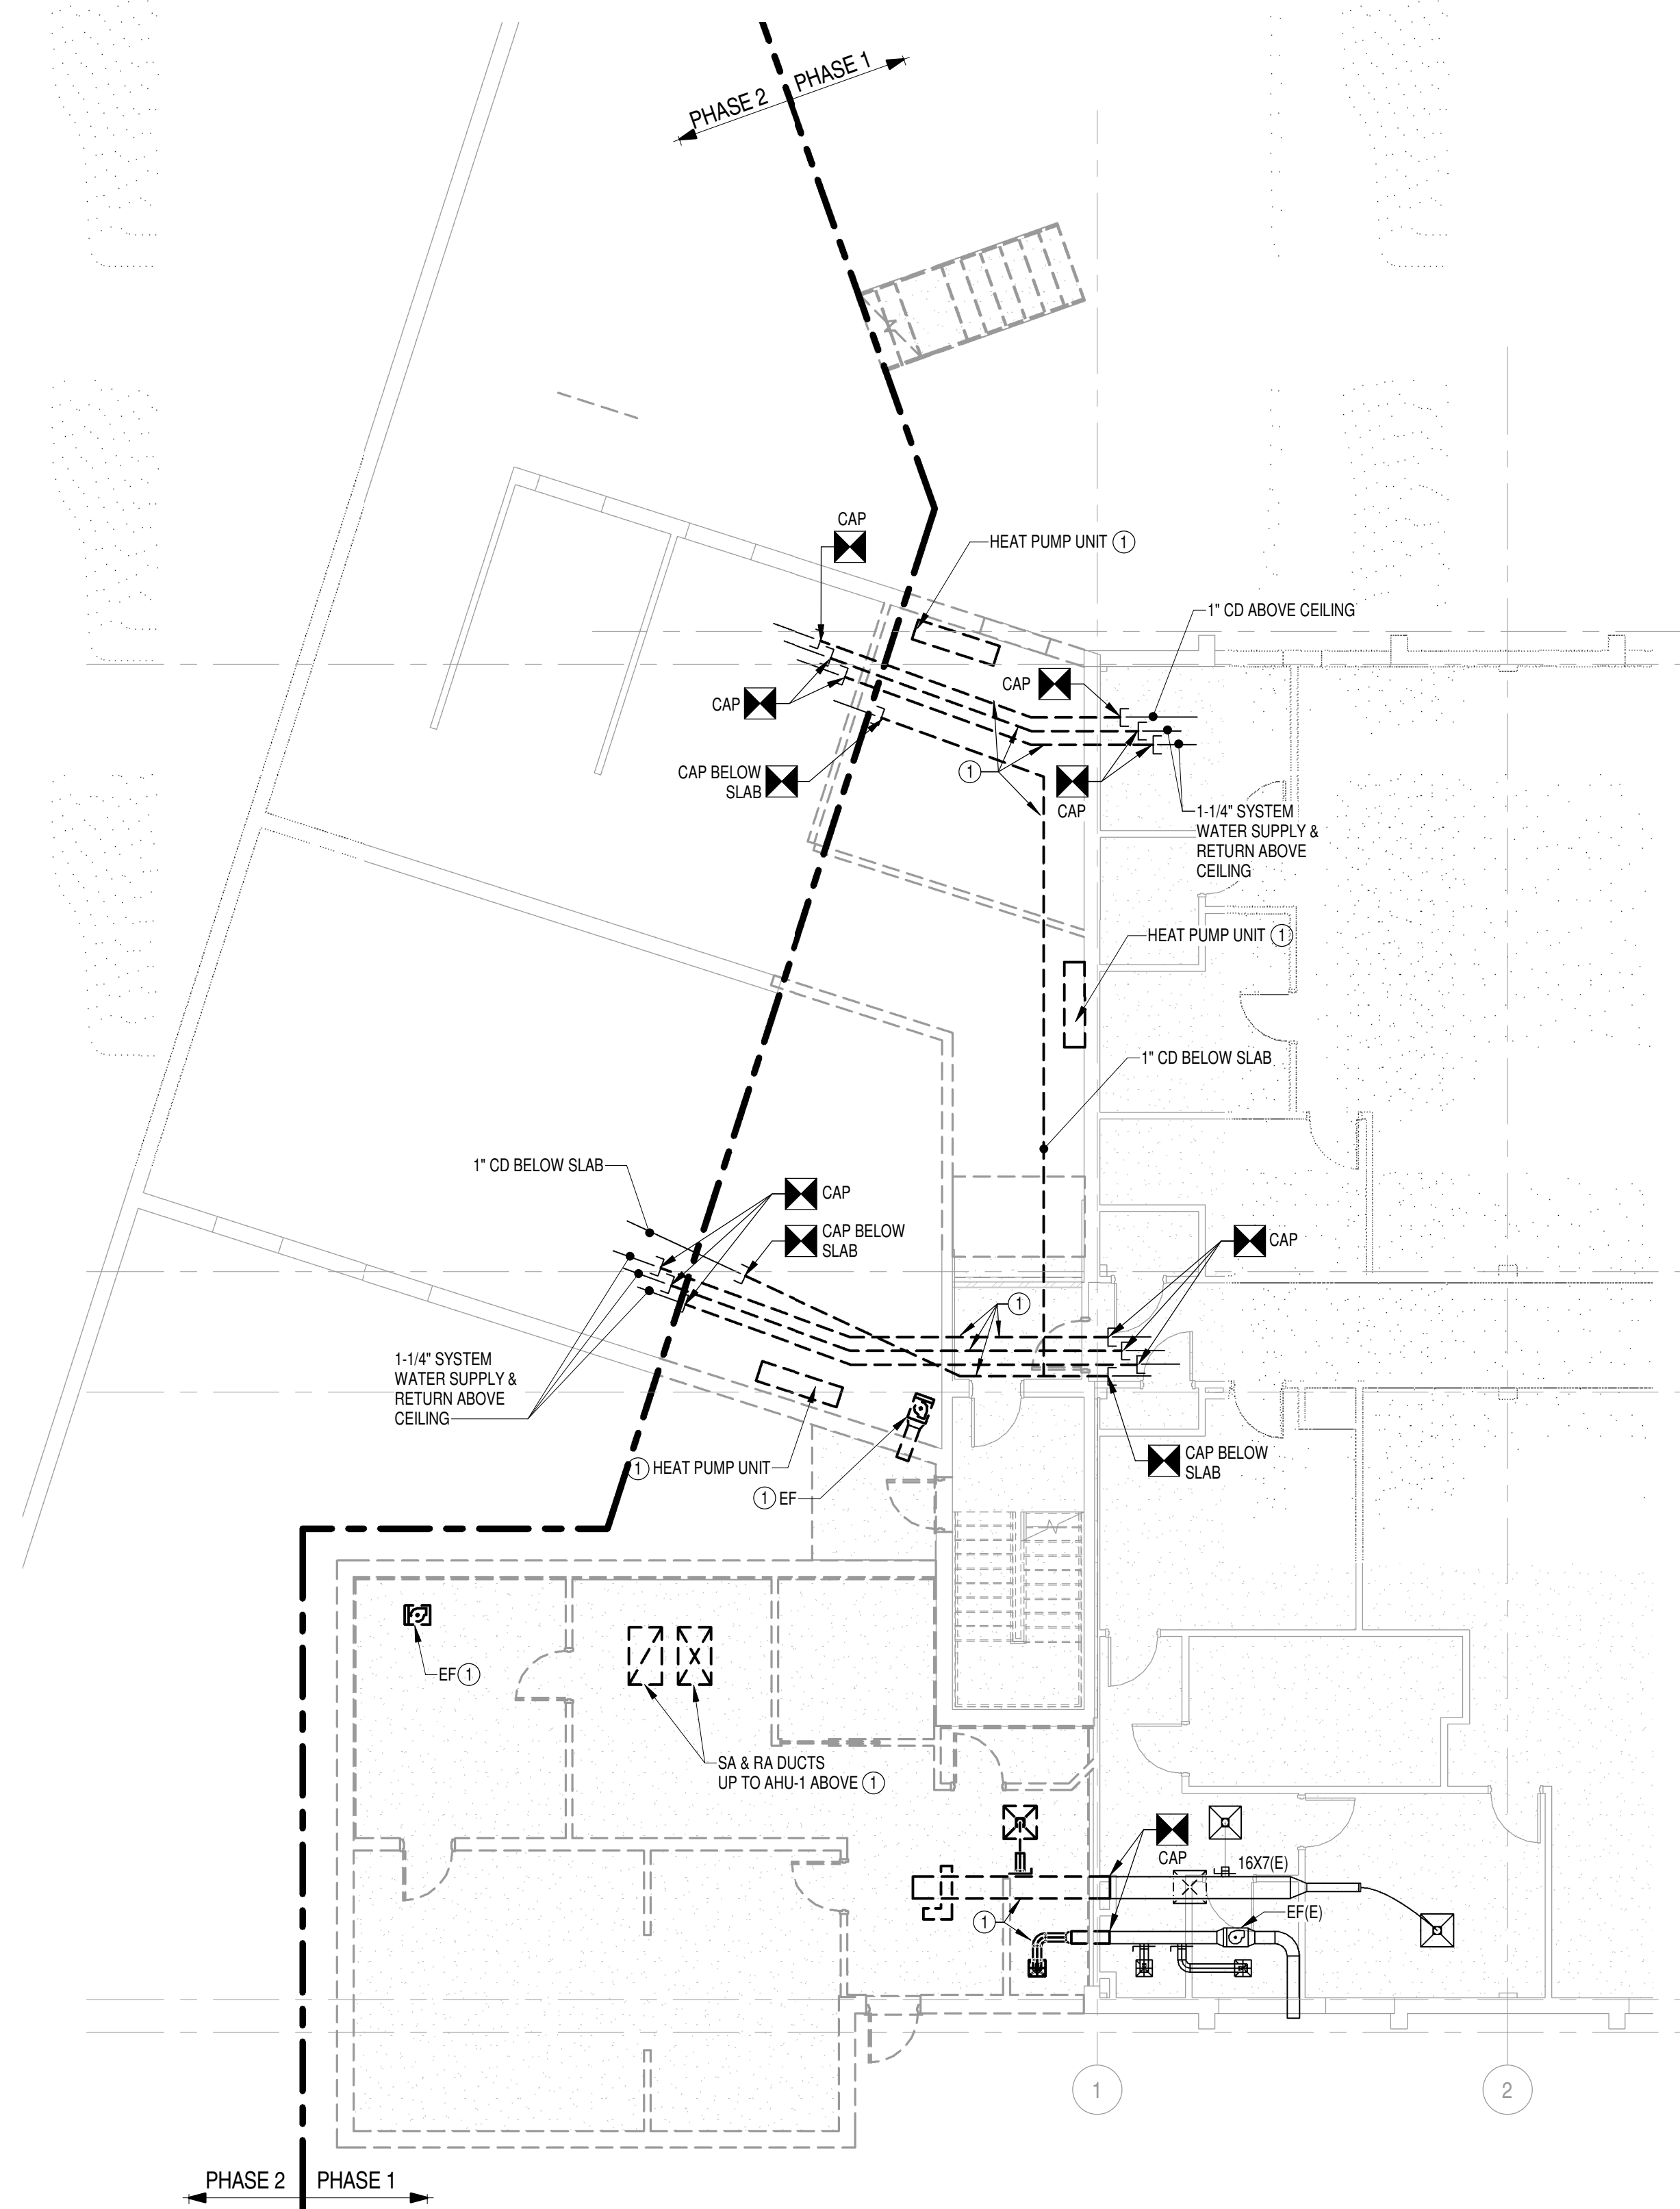 PHASE 2
PHASE 1
CAP
HEAT PUMP UNIT 1
1" CD ABOVE CEILING
CAP
CAP
CAP BELOW
SLAB
1
CAP
1-1/4" SYSTEM
WATER SUPPLY &
RETURN ABOVE
CEILING
HEAT PUMP UNIT 1
1" CD BELOW SLAB
1" CD BELOW SLAB
CAP
CAP BELOW
SLAB
CAP
1
1-1/4" SYSTEM
WATER SUPPLY &
RETURN ABOVE
CEILING
CAP BELOW
SLAB
1 HEAT PUMP UNIT
1 EF
EF 1
SA & RA DUCTS
UP TO AHU-1 ABOVE 1
CAP
16X7(E)
EF(E)
1
1
2
PHASE 2
PHASE 1